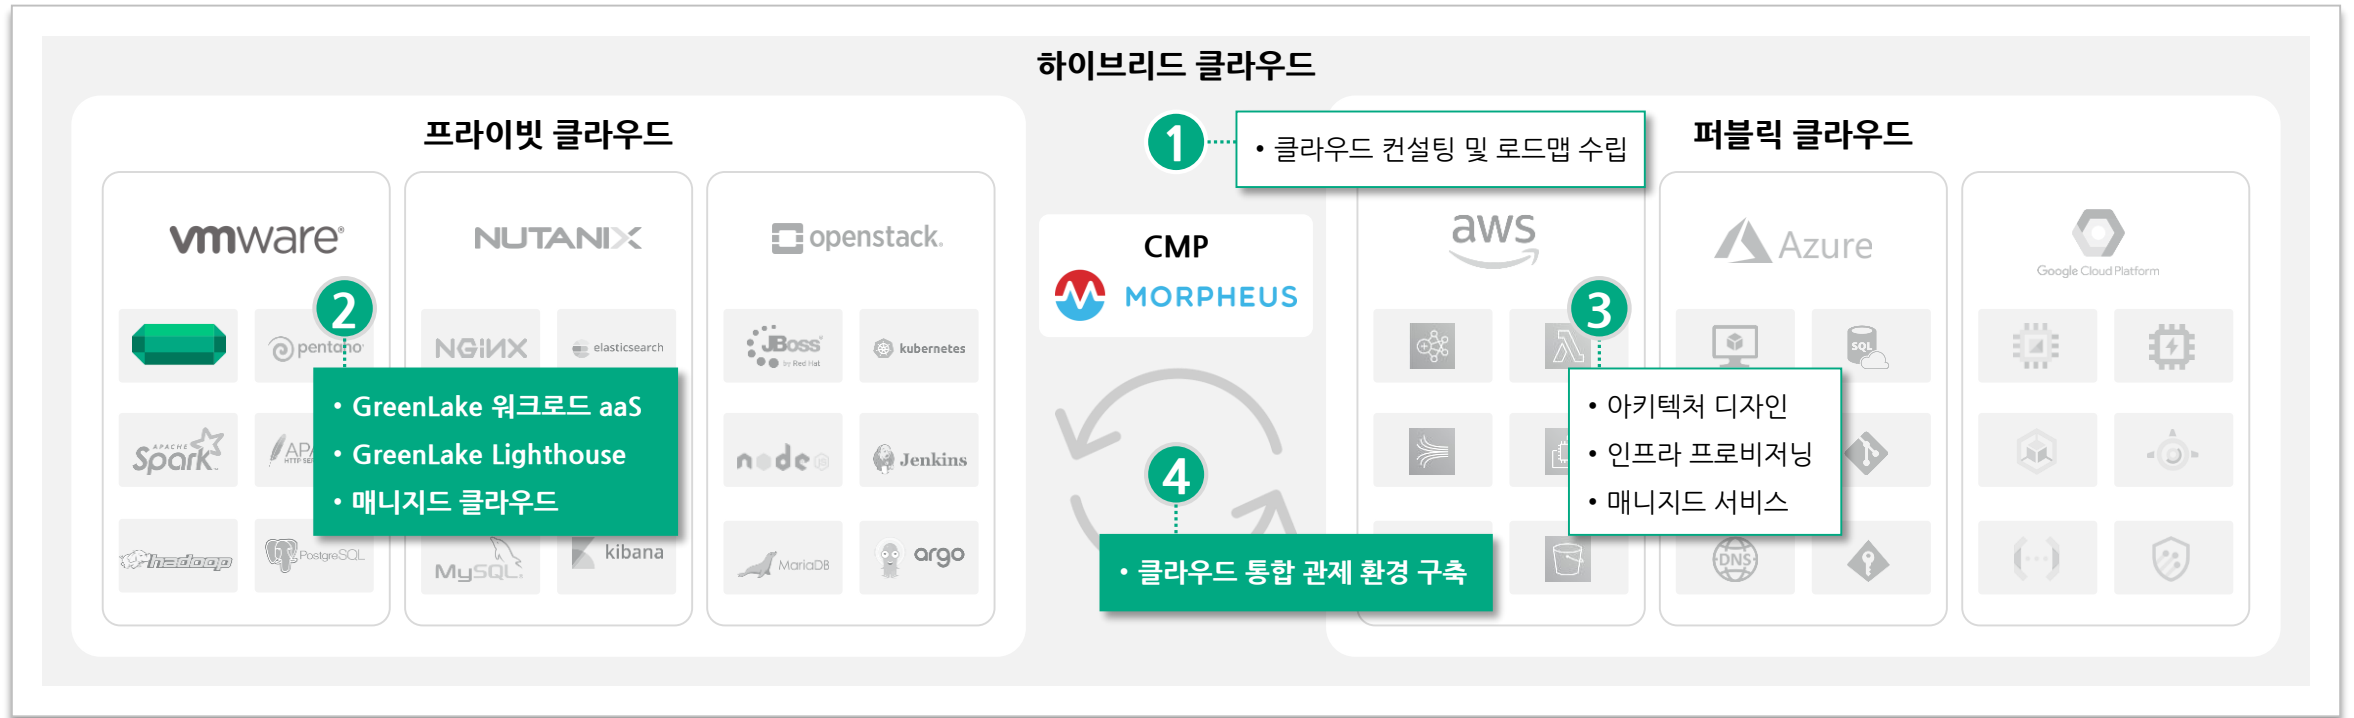 하이브리드 클라우드
프라이빗 클라우드
1
• 클라우드 컨설팅 및 로드맵 수립
퍼블릭 클라우드
vmware®
NUTANIX
openstack.
CMP
MORPHEUS
aws
Azure
Google Cloud Platform
2
3
pentaho
NGiNX
elasticsearch
JBoss
by Red Hat
kubernetes
SQL
• GreenLake 워크로드 aaS
• GreenLake Lighthouse
• 매니지드 클라우드
• 아키텍처 디자인
• 인프라 프로비저닝
• 매니지드 서비스
APACHE
Spark
node
JS
Jenkins
4
• 클라우드 통합 관제 환경 구축
hadoop
PostgreSQL
MySQL
kibana
MariaDB
argo
DNS